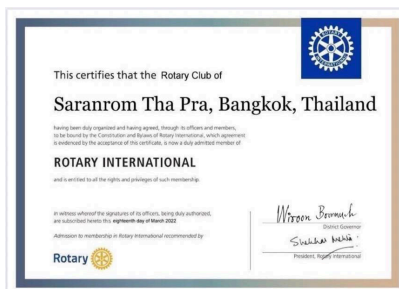 This certifies that the Rotary Club of
Saranrom Tha Pra, Bangkok, Thailand
having been duly organized and having agreed, through its officers and members,
to be bound by the Constitution and Bylaws of Rotary International, which agreement
is evidenced by the acceptance of this certificate, is now a duly admitted member of
ROTARY INTERNATIONAL
and is entitled to all the rights and privileges of such membership.
In witness whereof the signatures of its officers, being duly authorized,
are subscribed hereto this eighteenth day of March 2022
District Governor
Admission to membership in Rotary International recommended by
President, Rotary International
Rotary